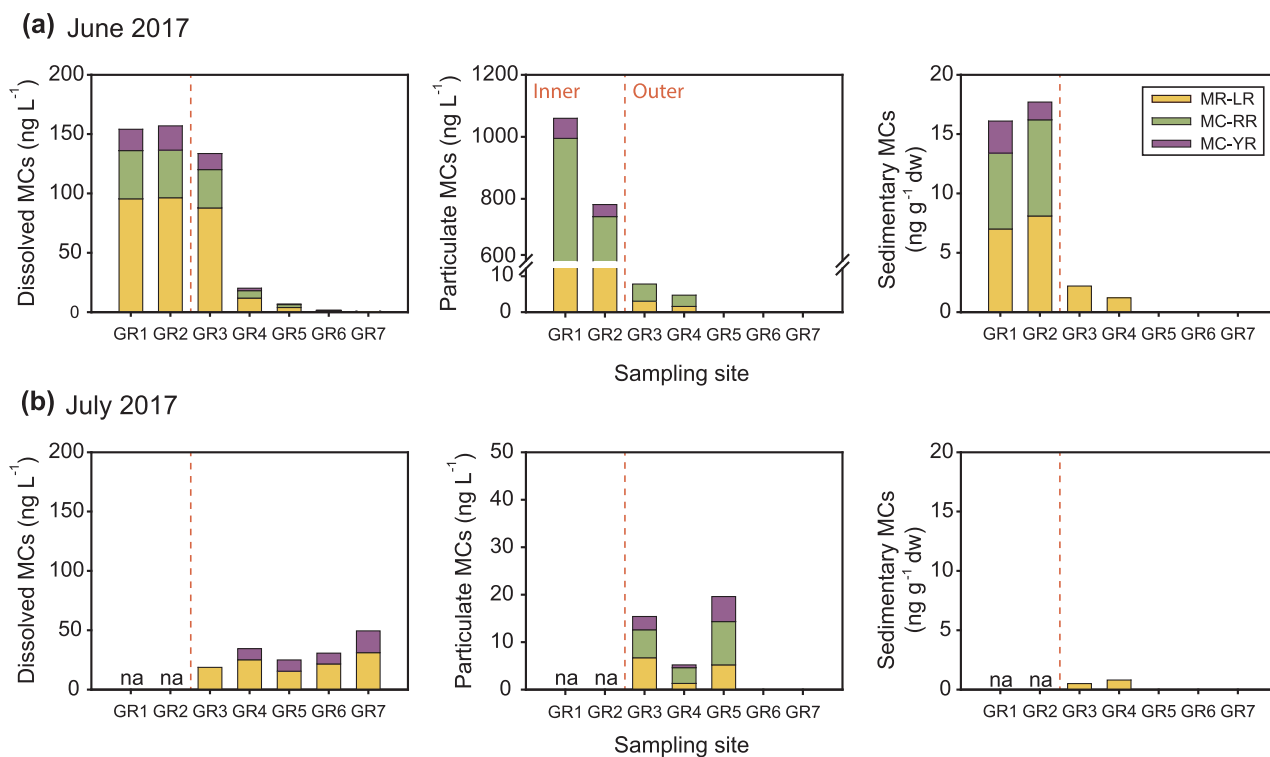 (a) June 2017
Dissolved MCs (ng L⁻¹)
200
150
100
50
0
GR1 GR2 GR3 GR4 GR5 GR6 GR7
Particulate MCs (ng L⁻¹)
1200
1000
800
600
10
0
Inner Outer
GR1 GR2 GR3 GR4 GR5 GR6 GR7
Sampling site
Sedimentary MCs
(ng g⁻¹ dw)
20
15
10
5
0
MR-LR
MC-RR
MC-YR
GR1 GR2 GR3 GR4 GR5 GR6 GR7
(b) July 2017
Dissolved MCs (ng L⁻¹)
200
150
100
50
0
na na
GR1 GR2 GR3 GR4 GR5 GR6 GR7
Particulate MCs (ng L⁻¹)
50
40
30
20
10
0
na na
GR1 GR2 GR3 GR4 GR5 GR6 GR7
Sampling site
Sedimentary MCs
(ng g⁻¹ dw)
20
15
10
5
0
na na
GR1 GR2 GR3 GR4 GR5 GR6 GR7